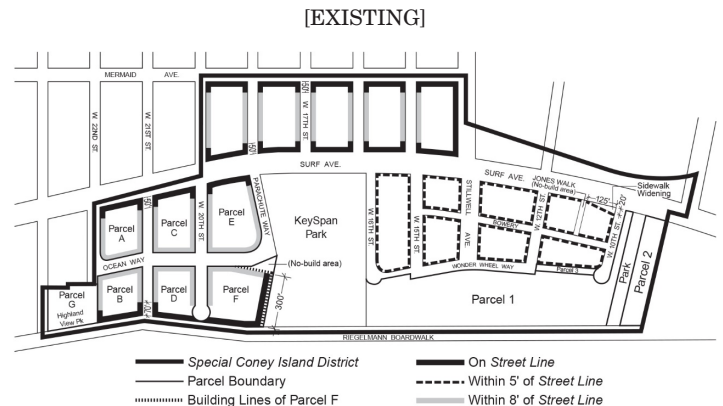 [EXISTING]
MERMAID AVE.
W. 22ND ST.
W. 21ST ST.
50'
W. 17TH ST.
50'
SURF AVE.
SURF AVE.
JONES WALK
(No-build area)
Sidewalk
Widening
125'
20'
50'
W. 20TH ST.
PARACHUTE WAY
Parcel
A
Parcel
C
Parcel
E
KeySpan
Park
W. 16TH ST.
W. 15TH ST.
STILLWELL
AVE.
BOWERY
W. 12TH ST.
W. 10TH ST.
OCEAN WAY
(No-build area)
WONDER WHEEL WAY
Parcel 3
Park
Parcel 2
Parcel
G
Highland
View Pk
Parcel
B
70'
Parcel
D
Parcel
F
300'
Parcel 1
RIEGELMANN BOARDWALK
Special Coney Island District
On Street Line
Parcel Boundary
Within 5' of Street Line
Building Lines of Parcel F
Within 8' of Street Line